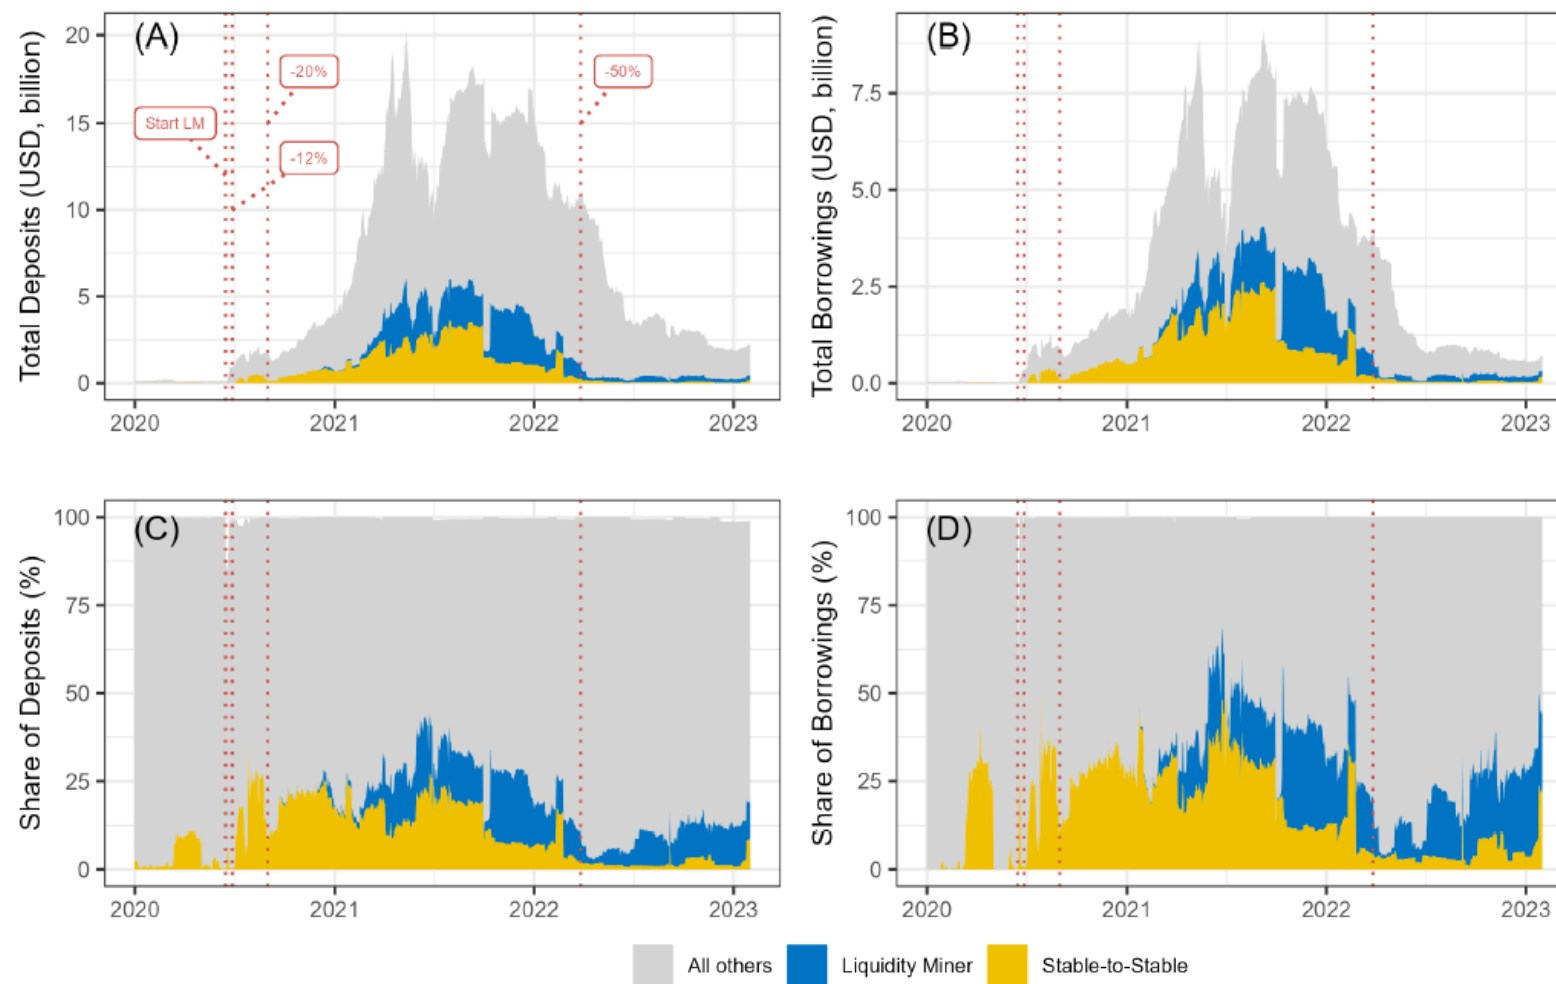 (A)
Total Deposits (USD, billion)
20
15
10
5
0
Start LM
-20%
-12%
-50%
2020 2021 2022 2023
(B)
Total Borrowings (USD, billion)
7.5
5.0
2.5
0.0
2020 2021 2022 2023
(C)
Share of Deposits (%)
100
75
50
25
0
2020 2021 2022 2023
(D)
Share of Borrowings (%)
100
75
50
25
0
2020 2021 2022 2023
All others Liquidity Miner Stable-to-Stable